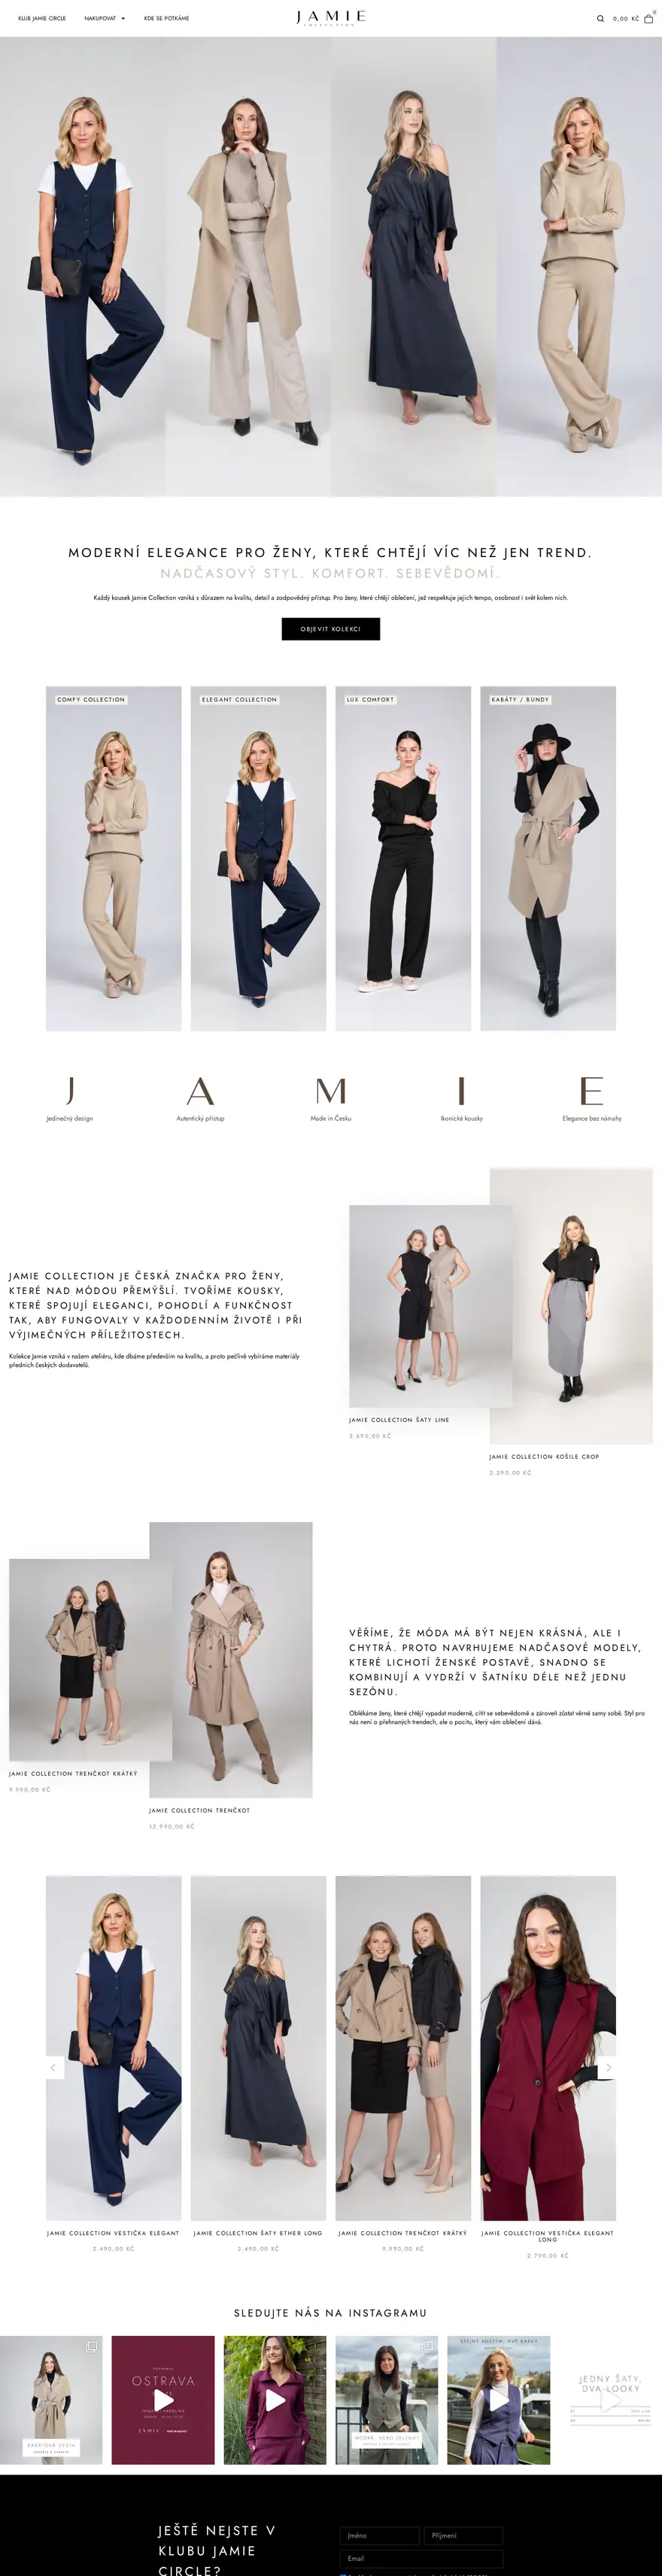 KLUB JAMIE CIRCLE
NAKUPOVAT
KDE SE POTKÁME
JAMIE
COLLECTION
0,00 KČ
0
MODERNÍ ELEGANCE PRO ŽENY, KTERÉ CHTĚJÍ VÍC NEŽ JEN TREND.
NADČASOVÝ STYL. KOMFORT. SEBEVĚDOMÍ.
Každý kousek Jamie Collection vzniká s důrazem na kvalitu, detail a zodpovědný přístup. Pro ženy, které chtějí oblečení, jež respektuje jejich tempo, osobnost i svět kolem nich.
OBJEVIT KOLEKCI
COMFY COLLECTION
ELEGANT COLLECTION
LUX COMFORT
KABÁTY / BUNDY
J A M I E
Jedinečný design
Autentický přístup
Made in Česku
Ikonické kousky
Elegance bez námahy
JAMIE COLLECTION JE ČESKÁ ZNAČKA PRO ŽENY,
KTERÉ NAD MÓDOU PŘEMÝŠLÍ. TVOŘÍME KOUSKY,
KTERÉ SPOJUJÍ ELEGANCI, POHODLÍ A FUNKČNOST
TAK, ABY FUNGOVALY V KAŽDODENNÍM ŽIVOTĚ I PŘI
VÝJIMEČNÝCH PŘÍLEŽITOSTECH.
Kolekce Jamie vzniká v našem ateliéru, kde dbáme především na kvalitu, a proto pečlivě vybíráme materiály
předních českých dodavatelů.
JAMIE COLLECTION ŠATY LINE
2.690,00 KČ
JAMIE COLLECTION KOŠILE CROP
2.290,00 KČ
JAMIE COLLECTION TRENČKOT KRÁTKÝ
9.990,00 KČ
JAMIE COLLECTION TRENČKOT
12.990,00 KČ
VĚŘÍME, ŽE MÓDA MÁ BÝT NEJEN KRÁSNÁ, ALE I
CHYTRÁ. PROTO NAVRHUJEME NADČASOVÉ MODELY,
KTERÉ LICHOTÍ ŽENSKÉ POSTAVĚ, SNADNO SE
KOMBINUJÍ A VYDRŽÍ V ŠATNÍKU DÉLE NEŽ JEDNU
SEZÓNU.
Oblékáme ženy, které chtějí vypadat moderně, cítit se sebevědomě a zároveň zůstat věrné samy sobě. Styl pro
nás není o přehnaných trendech, ale o pocitu, který vám oblečení dává.
JAMIE COLLECTION VESTIČKA ELEGANT
2.490,00 KČ
JAMIE COLLECTION ŠATY ETHER LONG
3.490,00 KČ
JAMIE COLLECTION TRENČKOT KRÁTKÝ
9.990,00 KČ
JAMIE COLLECTION VESTIČKA ELEGANT
LONG
2.790,00 KČ
SLEDUJTE NÁS NA INSTAGRAMU
KABÁTOVÁ VESTA
OSTRAVA
JAMIE
MODRÁ, NEBO ZELENÁ?
STEJNÝ KOSTÝM, DVĚ BARVY
JEDNY ŠATY,
DVA LOOKY
JEŠTĚ NEJSTE V
KLUBU JAMIE
CIRCLE?
Jméno
Příjmení
Email